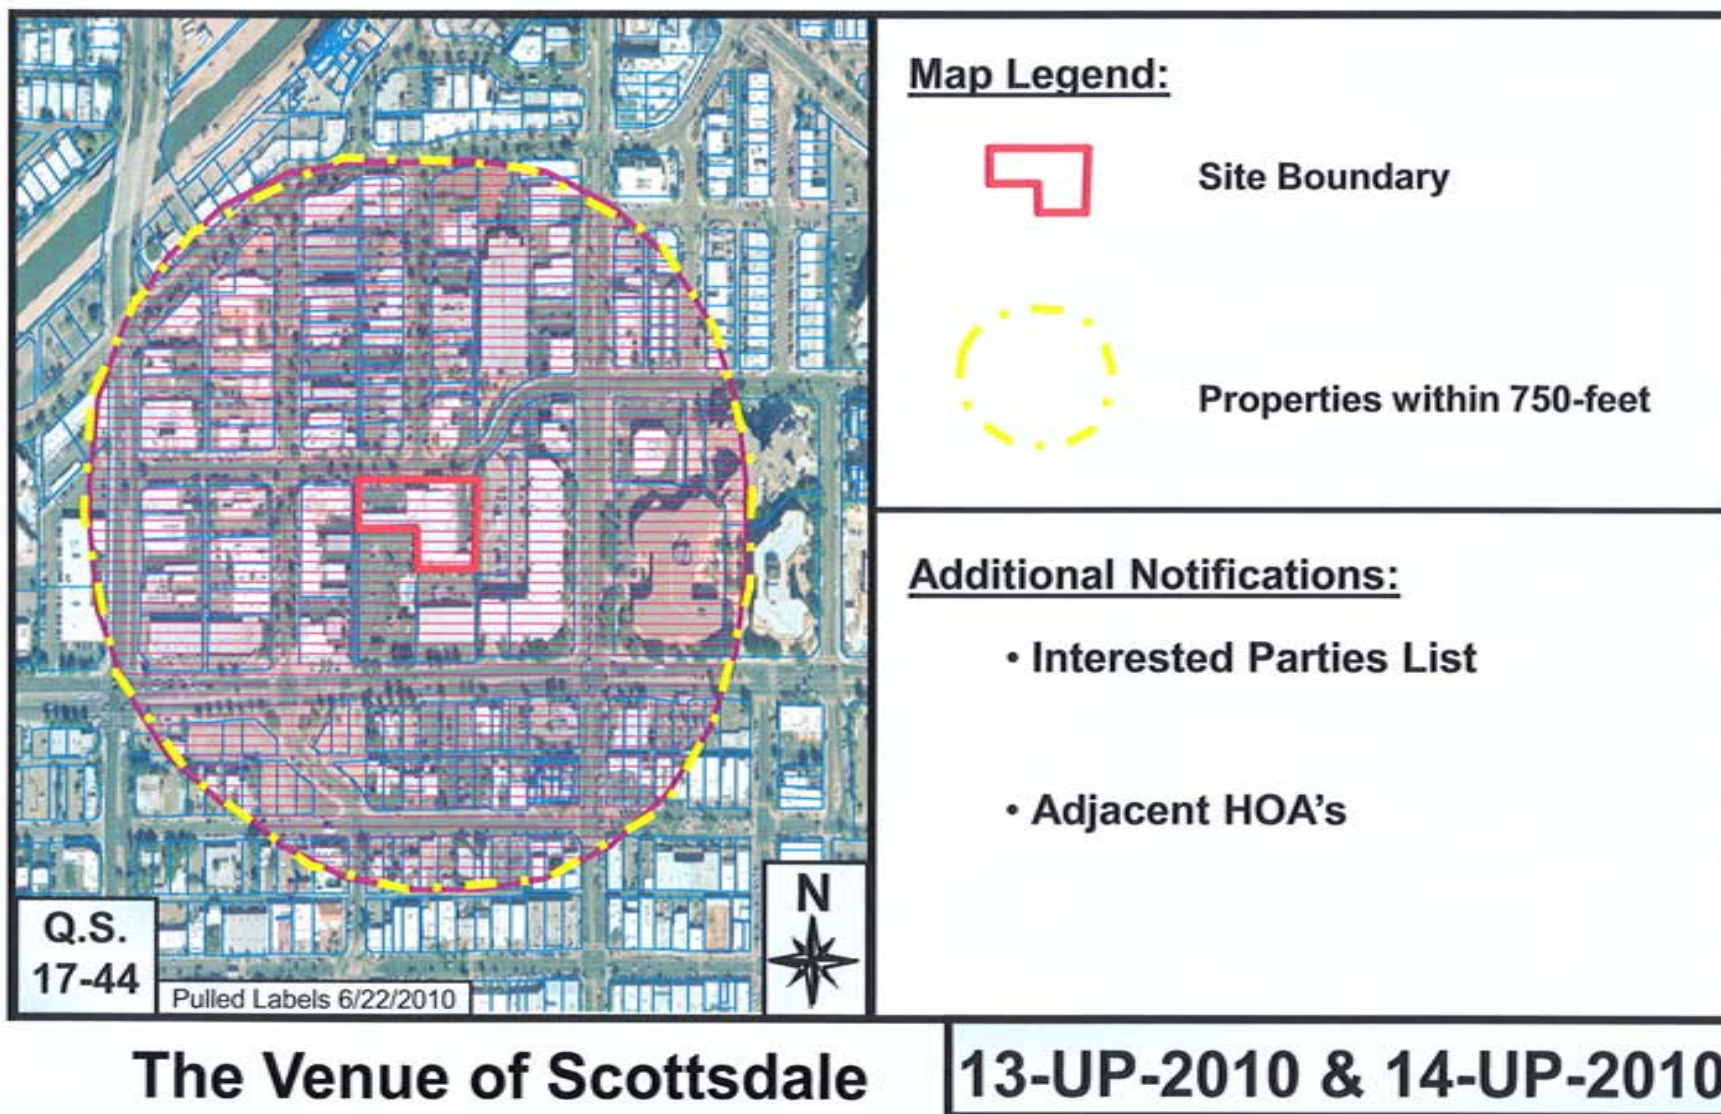 Map Legend:
Site Boundary
Properties within 750-feet
Additional Notifications:
• Interested Parties List
• Adjacent HOA's
N
Q.S.
17-44
Pulled Labels 6/22/2010
The Venue of Scottsdale
13-UP-2010 & 14-UP-2010